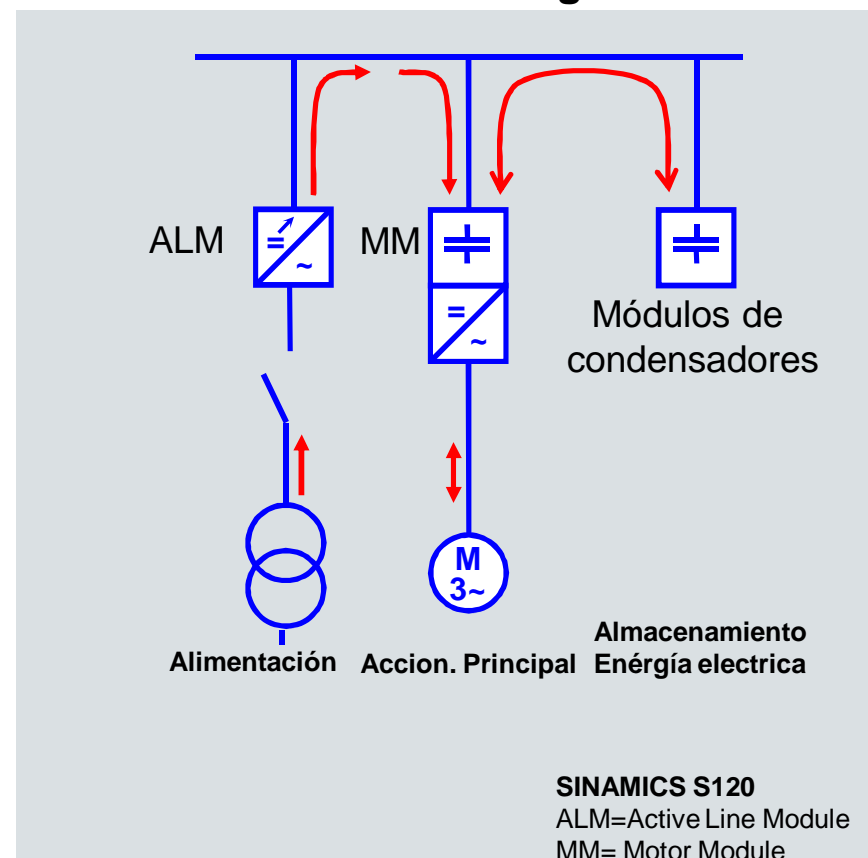 ALM
=
~
MM
=
~
Módulos de
condensadores
M
3~
Alimentación
Accion. Principal
Almacenamiento
Enérgía electrica
SINAMICS S120
ALM=Active Line Module
MM= Motor Module